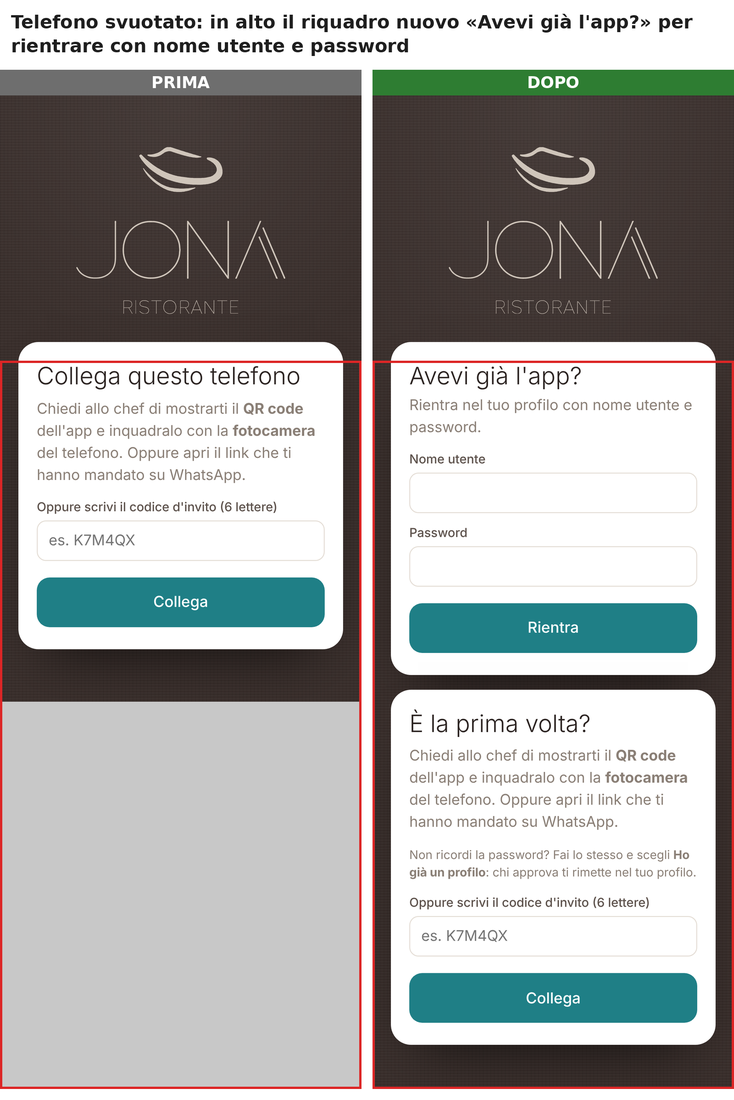 Telefono svuotato: in alto il riquadro nuovo «Avevi già l'app?» per
rientrare con nome utente e password
PRIMA
JONA
RISTORANTE
Collega questo telefono
Chiedi allo chef di mostrarti il QR code
dell'app e inquadralo con la fotocamera
del telefono. Oppure apri il link che ti
hanno mandato su WhatsApp.
Oppure scrivi il codice d'invito (6 lettere)
es. K7M4QX
Collega
DOPO
JONA
RISTORANTE
Avevi già l'app?
Rientra nel tuo profilo con nome utente e
password.
Nome utente
Password
Rientra
È la prima volta?
Chiedi allo chef di mostrarti il QR code
dell'app e inquadralo con la fotocamera
del telefono. Oppure apri il link che ti
hanno mandato su WhatsApp.
Non ricordi la password? Fai lo stesso e scegli Ho
già un profilo: chi approva ti rimette nel tuo profilo.
Oppure scrivi il codice d'invito (6 lettere)
es. K7M4QX
Collega